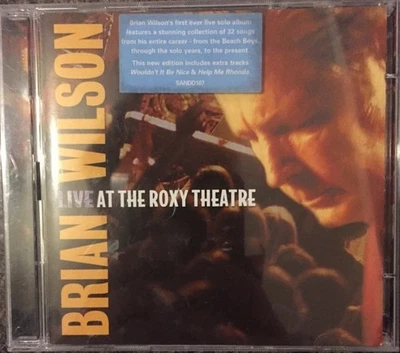 Brian Wilson's first ever live solo album
features a stunning collection of 32 songs
from his entire career - from the Beach Boys,
through the solo years, to the present
This new edition includes extra tracks
Wouldn't It Be Nice & Help Me Rhonda
SANDD107
BRIAN WILSON
LIVE AT THE ROXY THEATRE